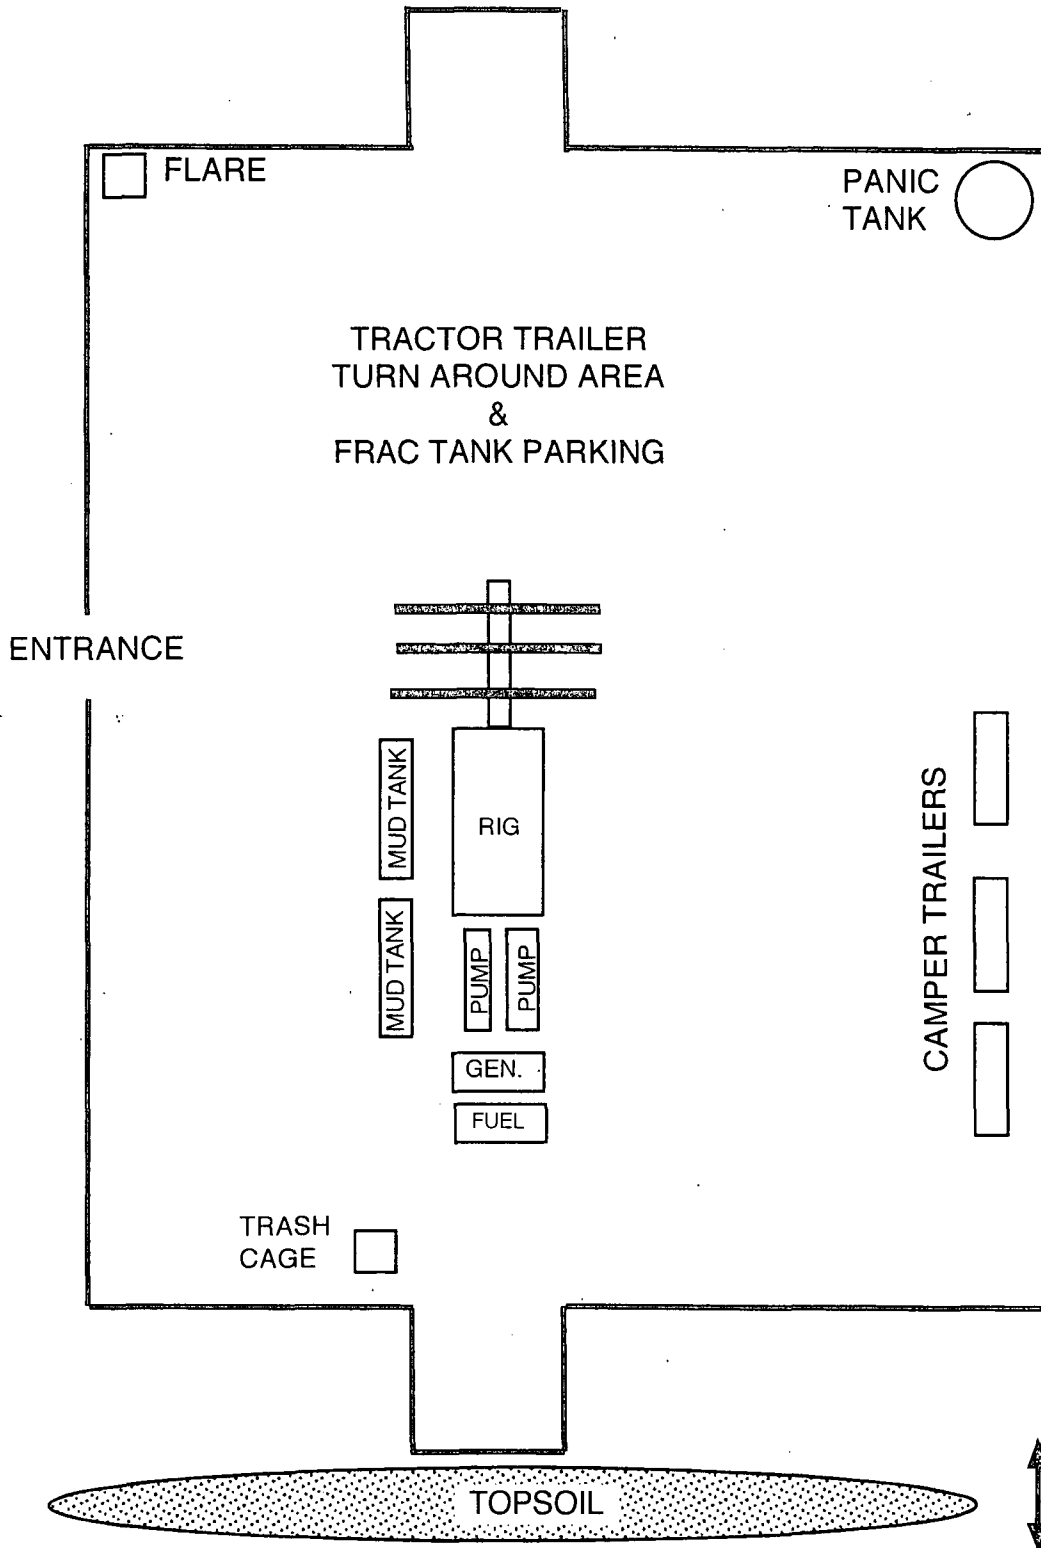 FLARE
PANIC
TANK
TRACTOR TRAILER
TURN AROUND AREA
&
FRAC TANK PARKING
ENTRANCE
MUD TANK
RIG
CAMPER TRAILERS
MUD TANK
PUMP
PUMP
GEN.
FUEL
TRASH
CAGE
TOPSOIL